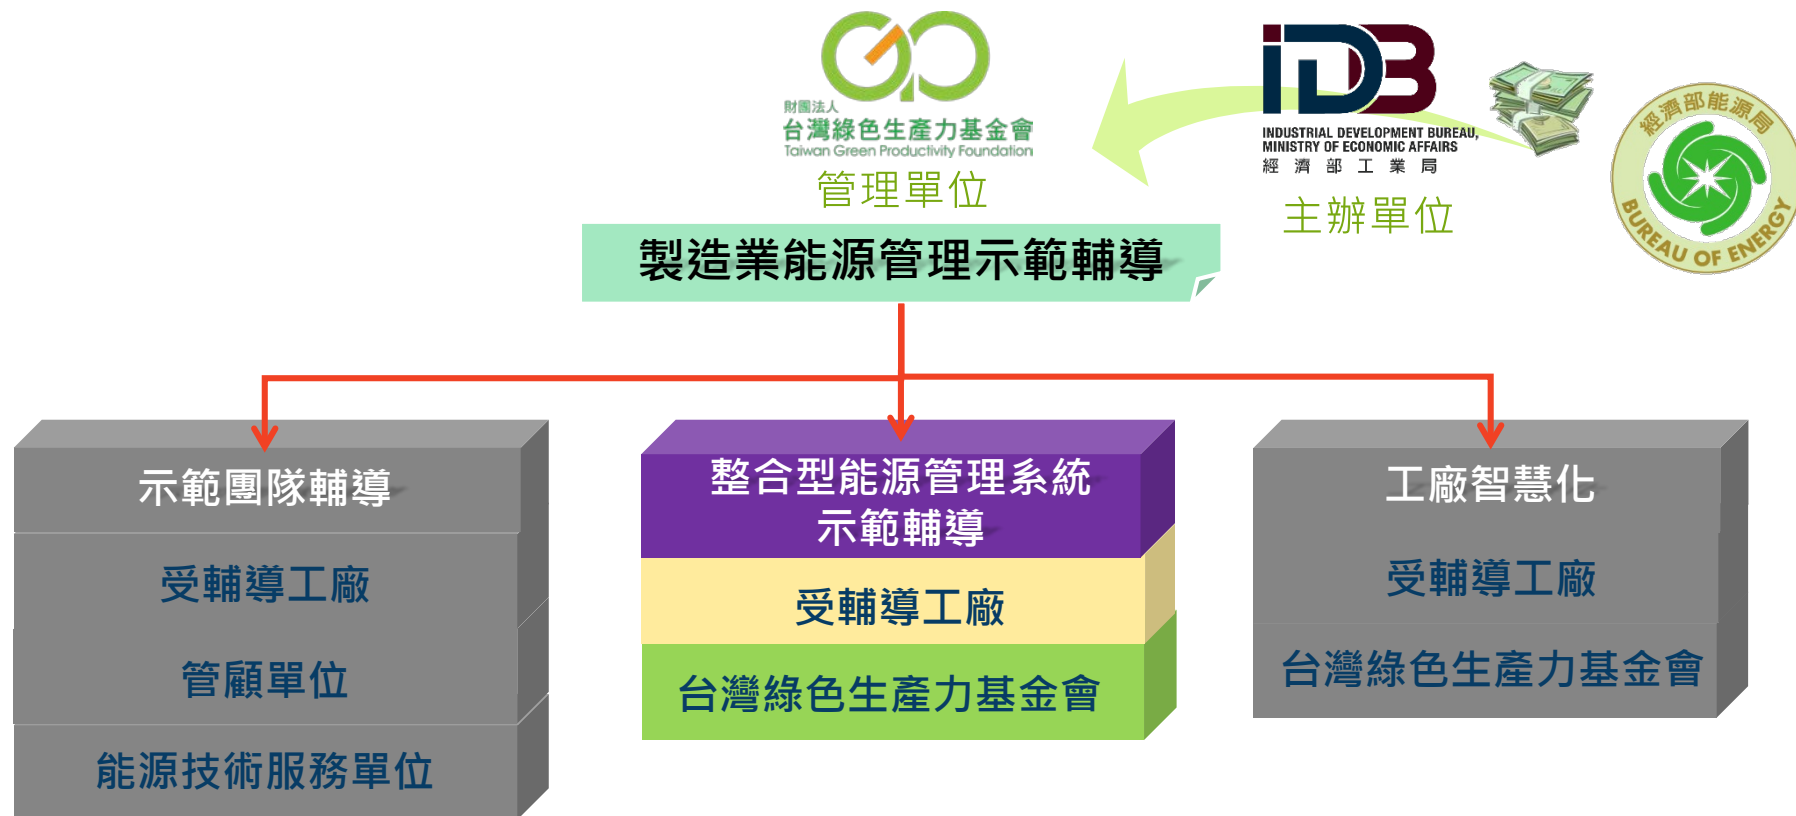 財團法人
台灣綠色生產力基金會
Taiwan Green Productivity Foundation
管理單位
iDB
INDUSTRIAL DEVELOPMENT BUREAU,
MINISTRY OF ECONOMIC AFFAIRS
經濟部工業局
主辦單位
經濟部能源局
BUREAU OF ENERGY
製造業能源管理示範輔導
示範團隊輔導
受輔導工廠
管顧單位
能源技術服務單位
整合型能源管理系統
示範輔導
受輔導工廠
台灣綠色生產力基金會
工廠智慧化
受輔導工廠
台灣綠色生產力基金會